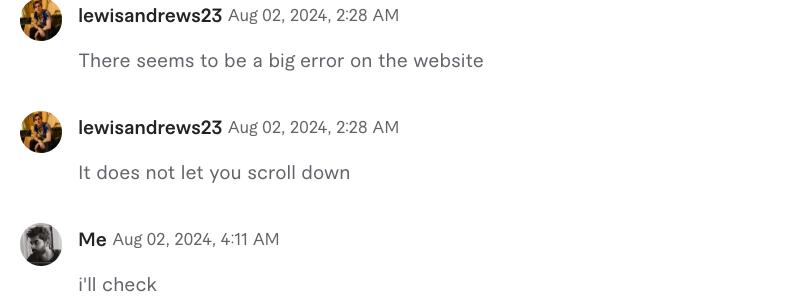 lewisandrews23 Aug 02, 2024, 2:28 AM
There seems to be a big error on the website
lewisandrews23 Aug 02, 2024, 2:28 AM
It does not let you scroll down
Me Aug 02, 2024, 4:11 AM
i'll check